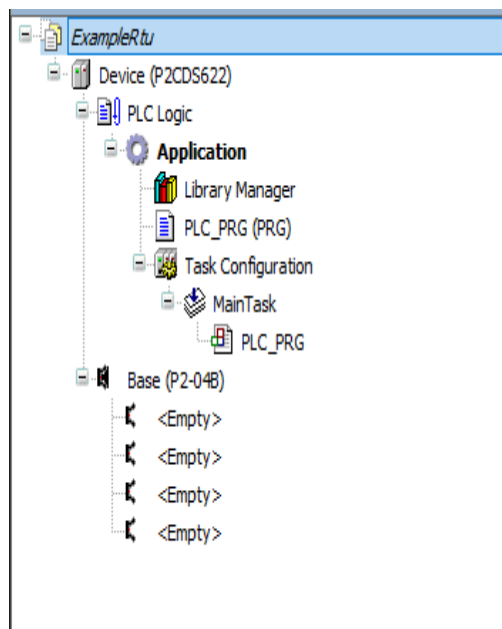 ExampleRtu
Device (P2CDS622)
PLC Logic
Application
Library Manager
PLC_PRG (PRG)
Task Configuration
MainTask
PLC_PRG
Base (P2-04B)
<Empty>
<Empty>
<Empty>
<Empty>